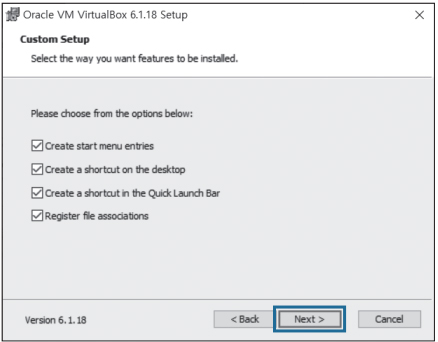 Oracle VM VirtualBox 6.1.18 Setup
Custom Setup
Select the way you want features to be installed.
Please choose from the options below:
Create start menu entries
Create a shortcut on the desktop
Create a shortcut in the Quick Launch Bar
Register file associations
Version 6.1.18
< Back Next > Cancel